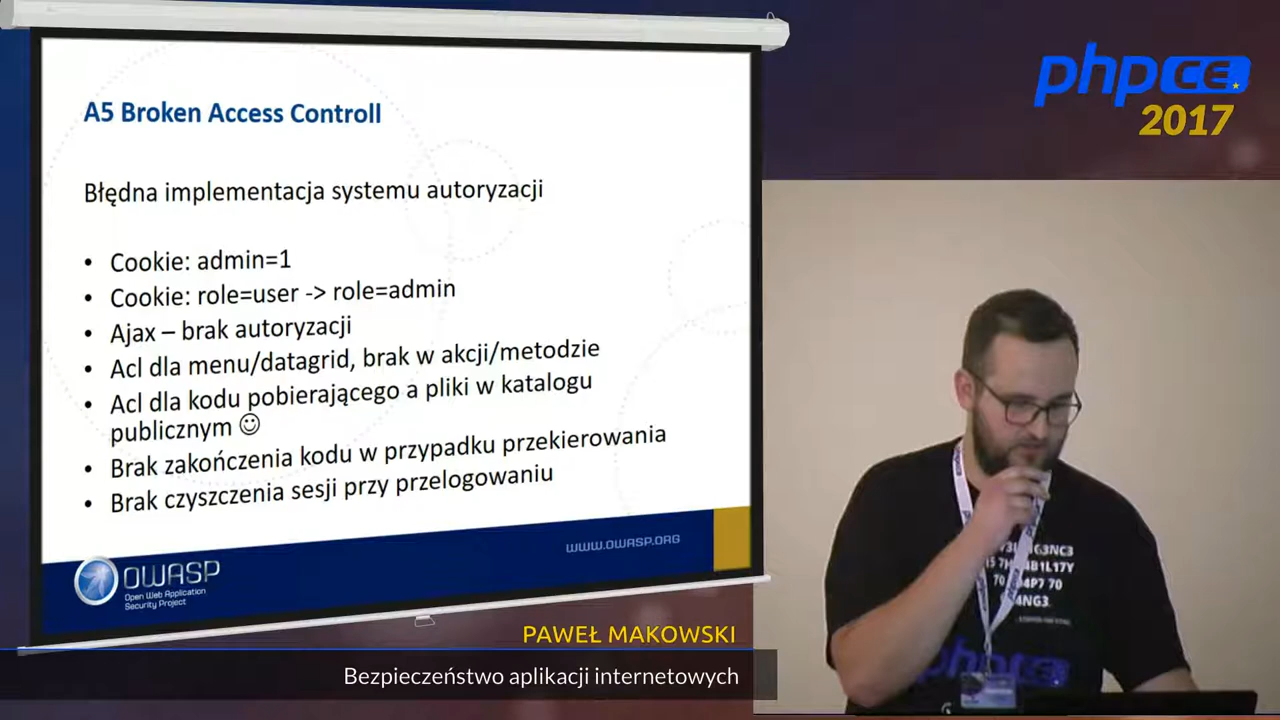 A5 Broken Access Controll
Błędna implementacja systemu autoryzacji
• Cookie: admin=1
• Cookie: role=user -> role=admin
• Ajax – brak autoryzacji
• Acl dla menu/datagrid, brak w akcji/metodzie
• Acl dla kodu pobierającego a pliki w katalogu
publicznym ☺
• Brak zakończenia kodu w przypadku przekierowania
• Brak czyszczenia sesji przy przelogowaniu
WWW.OWASP.ORG
OWASP
Open Web Application
Security Project
phpCE
2017
70
php
PAWEŁ MAKOWSKI
Bezpieczeństwo aplikacji internetowych